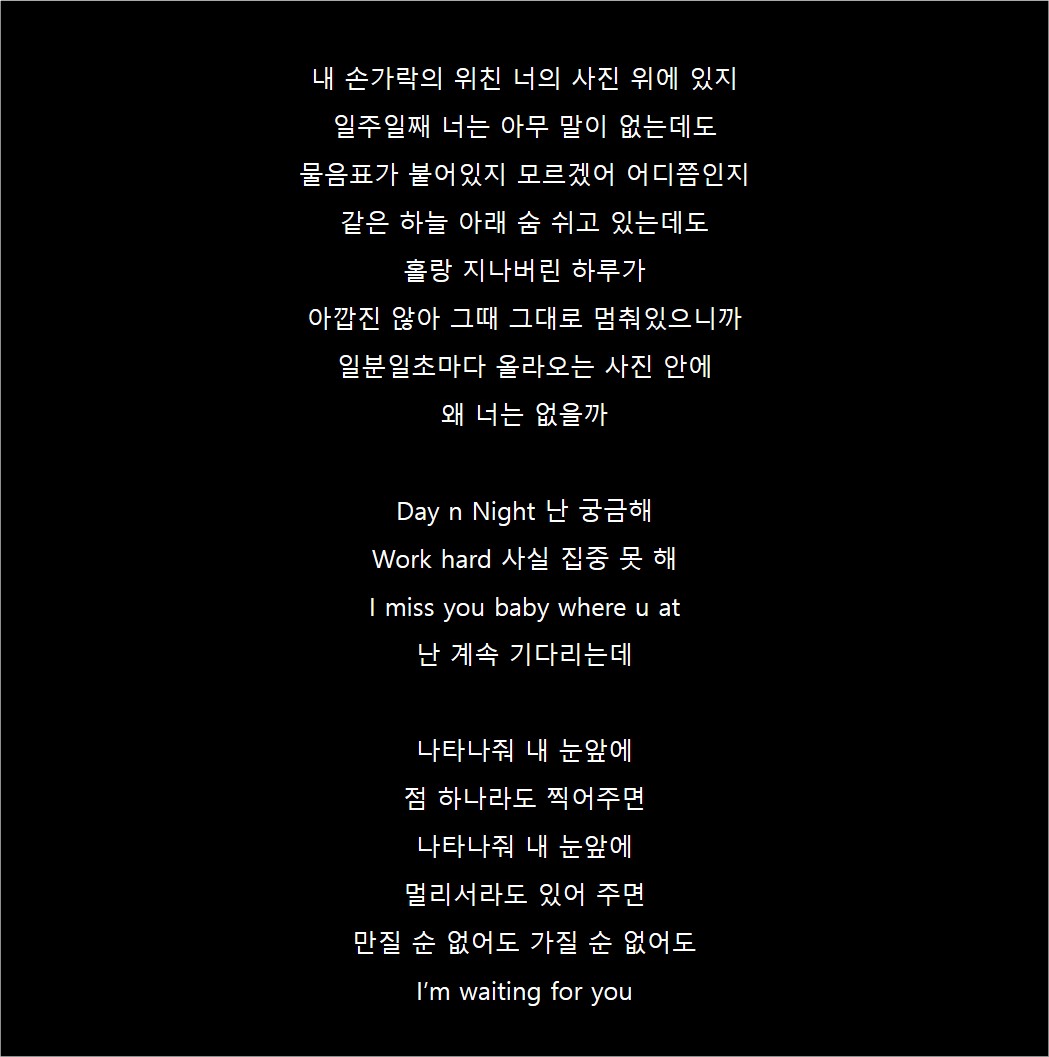 내 손가락의 위친 너의 사진 위에 있지
일주일째 너는 아무 말이 없는데도
물음표가 붙어있지 모르겠어 어디쯤인지
같은 하늘 아래 숨 쉬고 있는데도
홀랑 지나버린 하루가
아깝진 않아 그때 그대로 멈춰있으니까
일분일초마다 올라오는 사진 안에
왜 너는 없을까
Day n Night 난 궁금해
Work hard 사실 집중 못 해
I miss you baby where u at
난 계속 기다리는데
나타나줘 내 눈앞에
점 하나라도 찍어주면
나타나줘 내 눈앞에
멀리서라도 있어 주면
만질 순 없어도 가질 순 없어도
I’m waiting for you